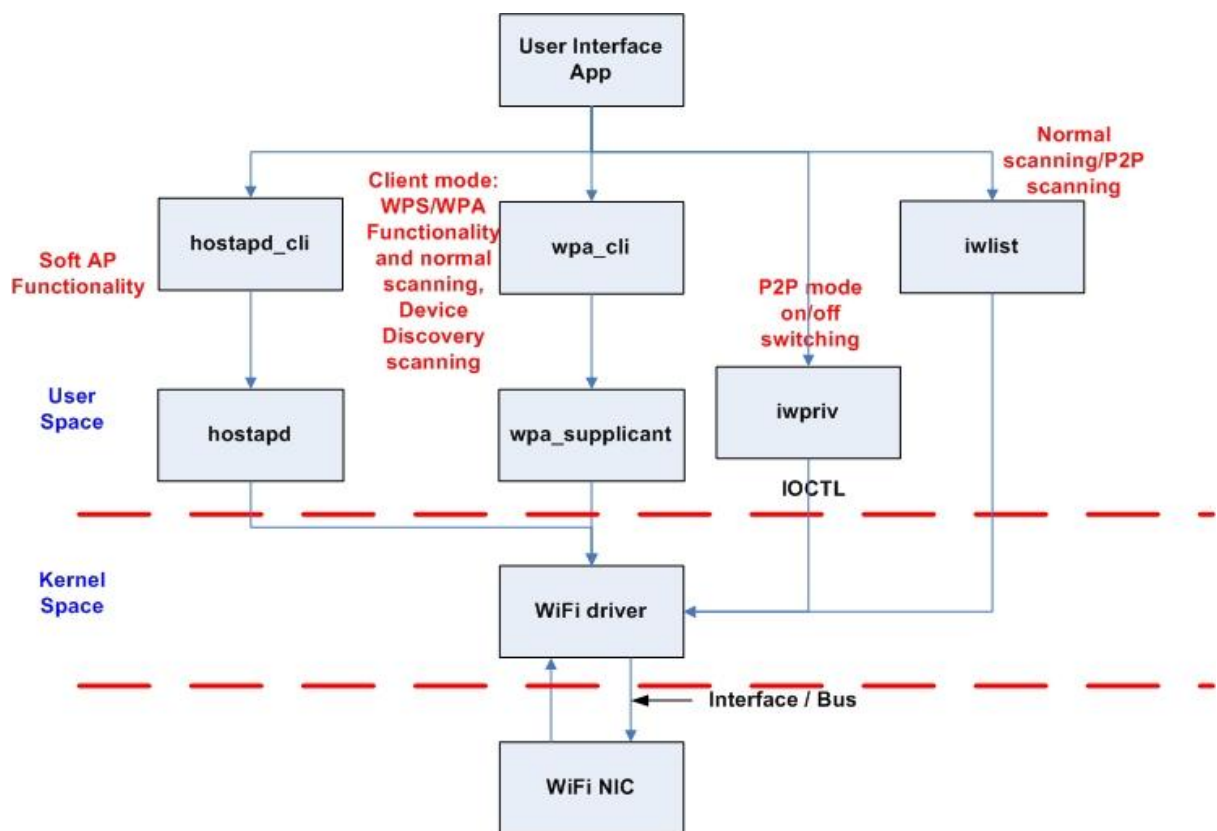 User Interface
App
Normal
scanning/P2P
scanning
Client mode:
WPS/WPA
Functionality
and normal
scanning,
Device
Discovery
scanning
hostapd_cli
wpa_cli
iwlist
Soft AP
Functionality
P2P mode
on/off
switching
User
Space
hostapd
wpa_supplicant
iwpriv
IOCTL
Kernel
Space
WiFi driver
Interface / Bus
WiFi NIC